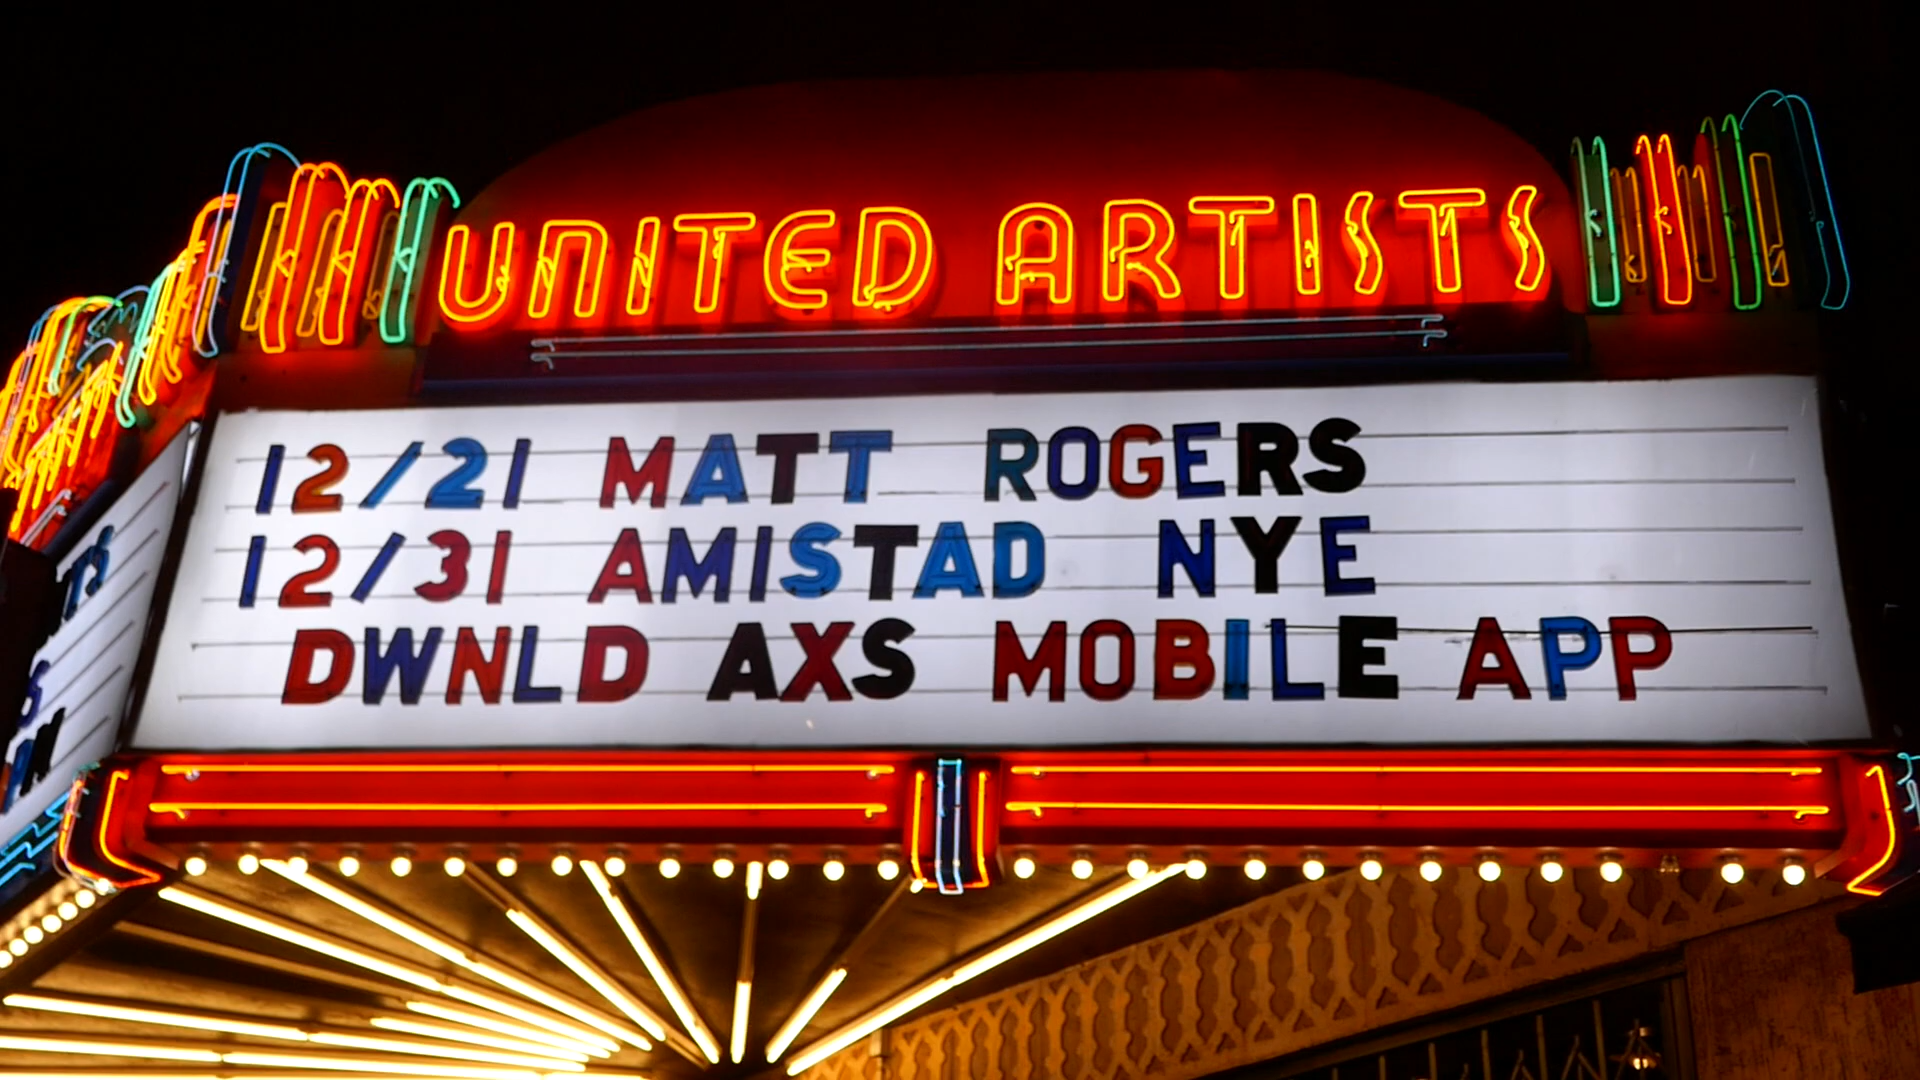 UNITED ARTISTS
12/21 MATT ROGERS
12/31 AMISTAD NYE
DWNLD AXS MOBILE APP